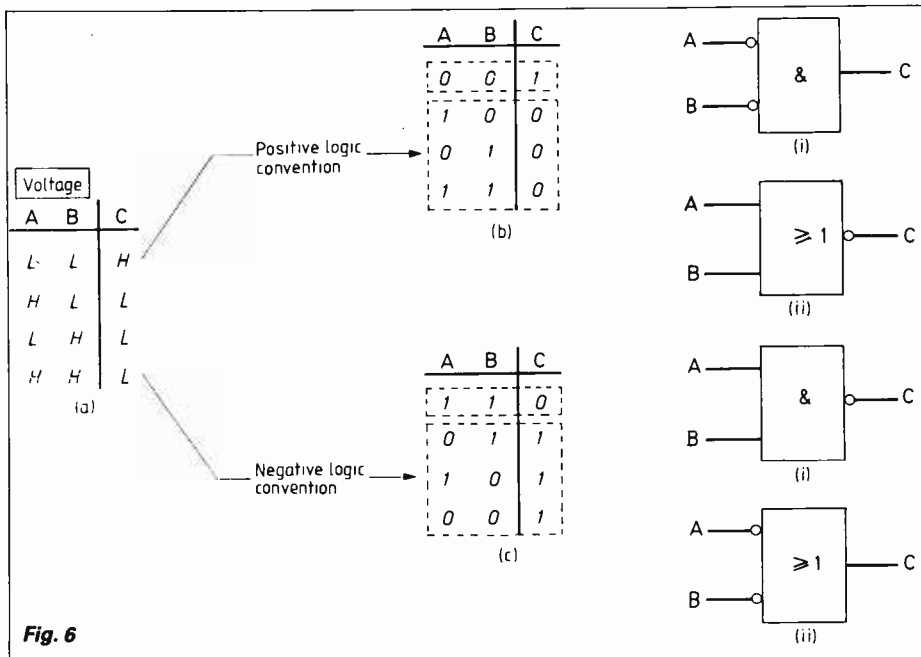 A B C
0 0 1
1 0 0
0 1 0
1 1 0
(b)
Positive logic
convention
Voltage
A B C
L L H
H L L
L H L
H H L
(a)
Negative logic
convention
A B C
1 1 0
0 1 1
1 0 1
0 0 1
(c)
A
B
&
C
(i)
A
B
⩾ 1
C
(ii)
A
B
&
C
(i)
A
B
⩾ 1
C
(ii)
Fig. 6